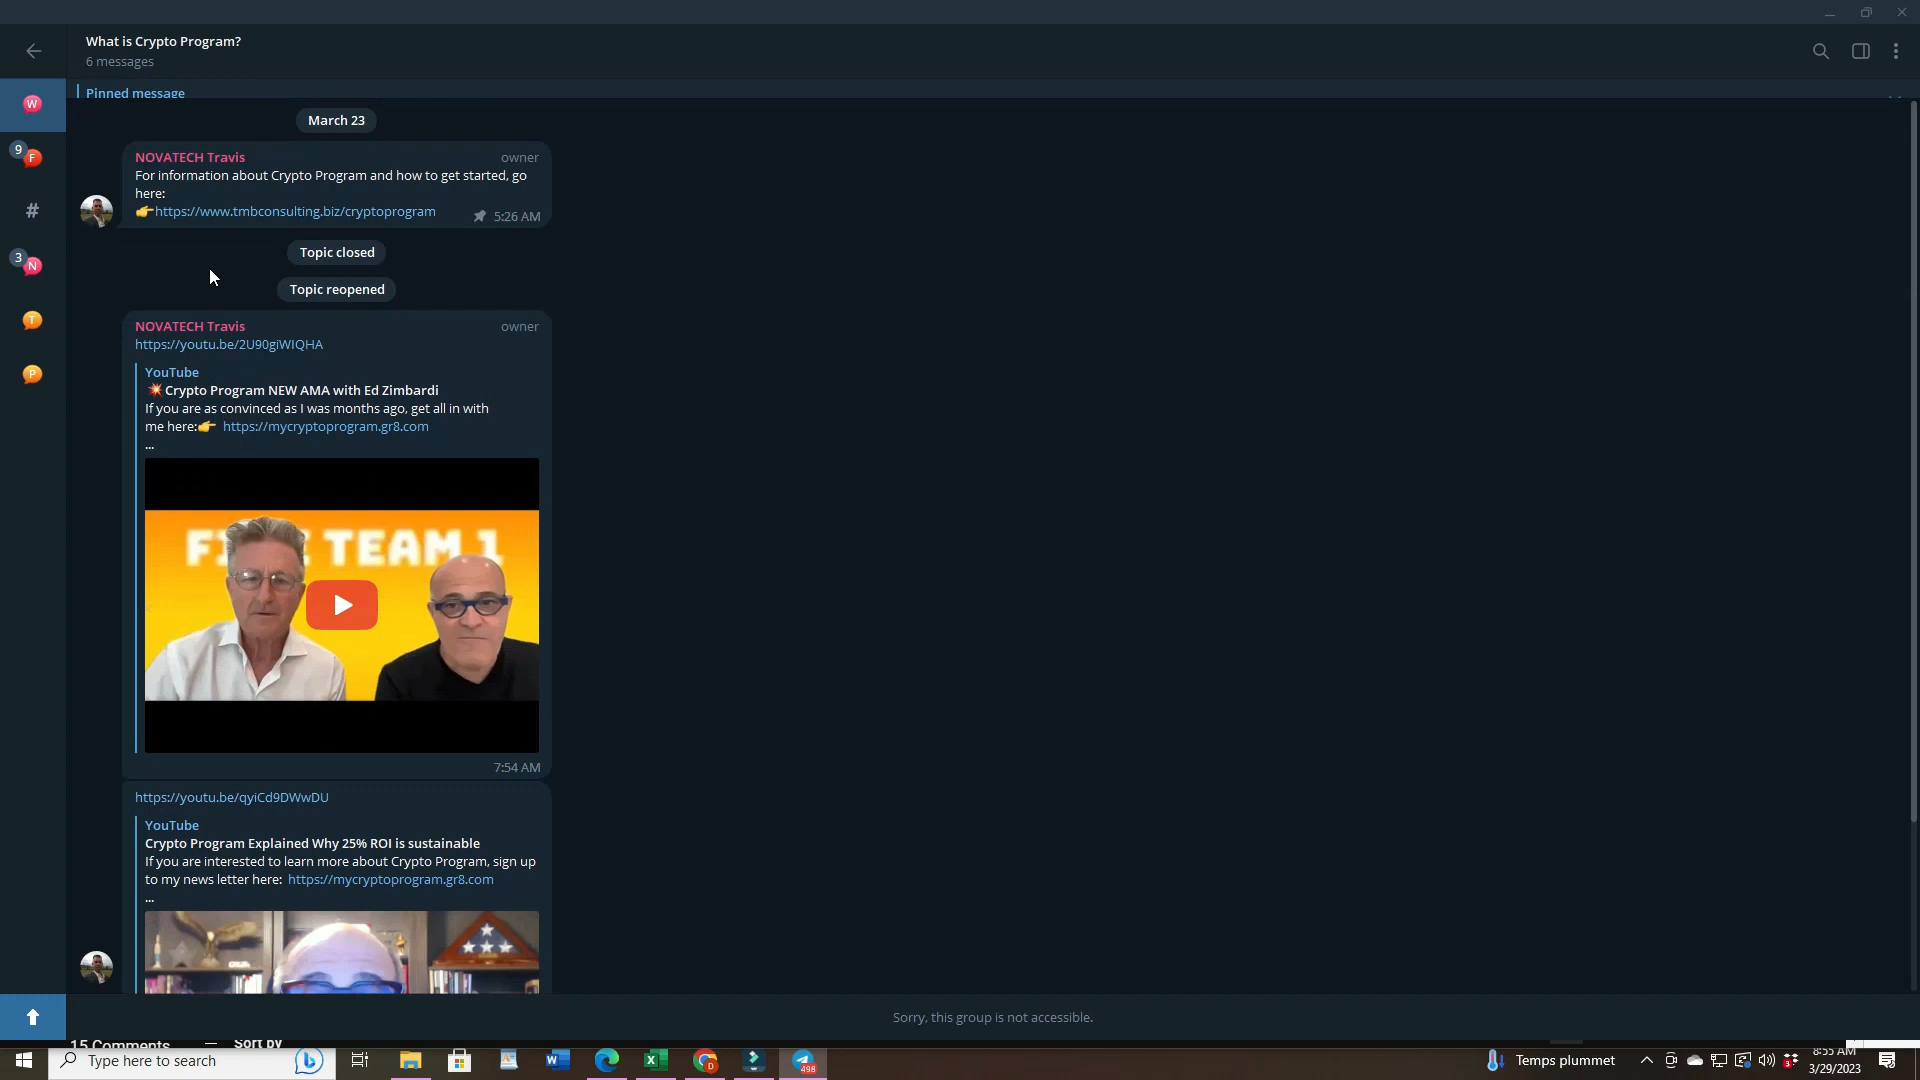 What is Crypto Program?
6 messages
Pinned message
W
March 23
9
F
NOVATECH Travis
owner
For information about Crypto Program and how to get started, go
here:
👉https://www.tmbconsulting.biz/cryptoprogram
5:26 AM
#
Topic closed
3
N
Topic reopened
T
NOVATECH Travis
owner
https://youtu.be/2U90giWIQHA
P
YouTube
💥Crypto Program NEW AMA with Ed Zimbardi
If you are as convinced as I was months ago, get all in with
me here:👉 https://mycryptoprogram.gr8.com
...
TEAM 1
7:54 AM
https://youtu.be/qyiCd9DWwDU
YouTube
Crypto Program Explained Why 25% ROI is sustainable
If you are interested to learn more about Crypto Program, sign up
to my news letter here: https://mycryptoprogram.gr8.com
...
Sorry, this group is not accessible.
15 Comments
Sort by
Type here to search
498
Temps plummet
8:55 AM
3/29/2023